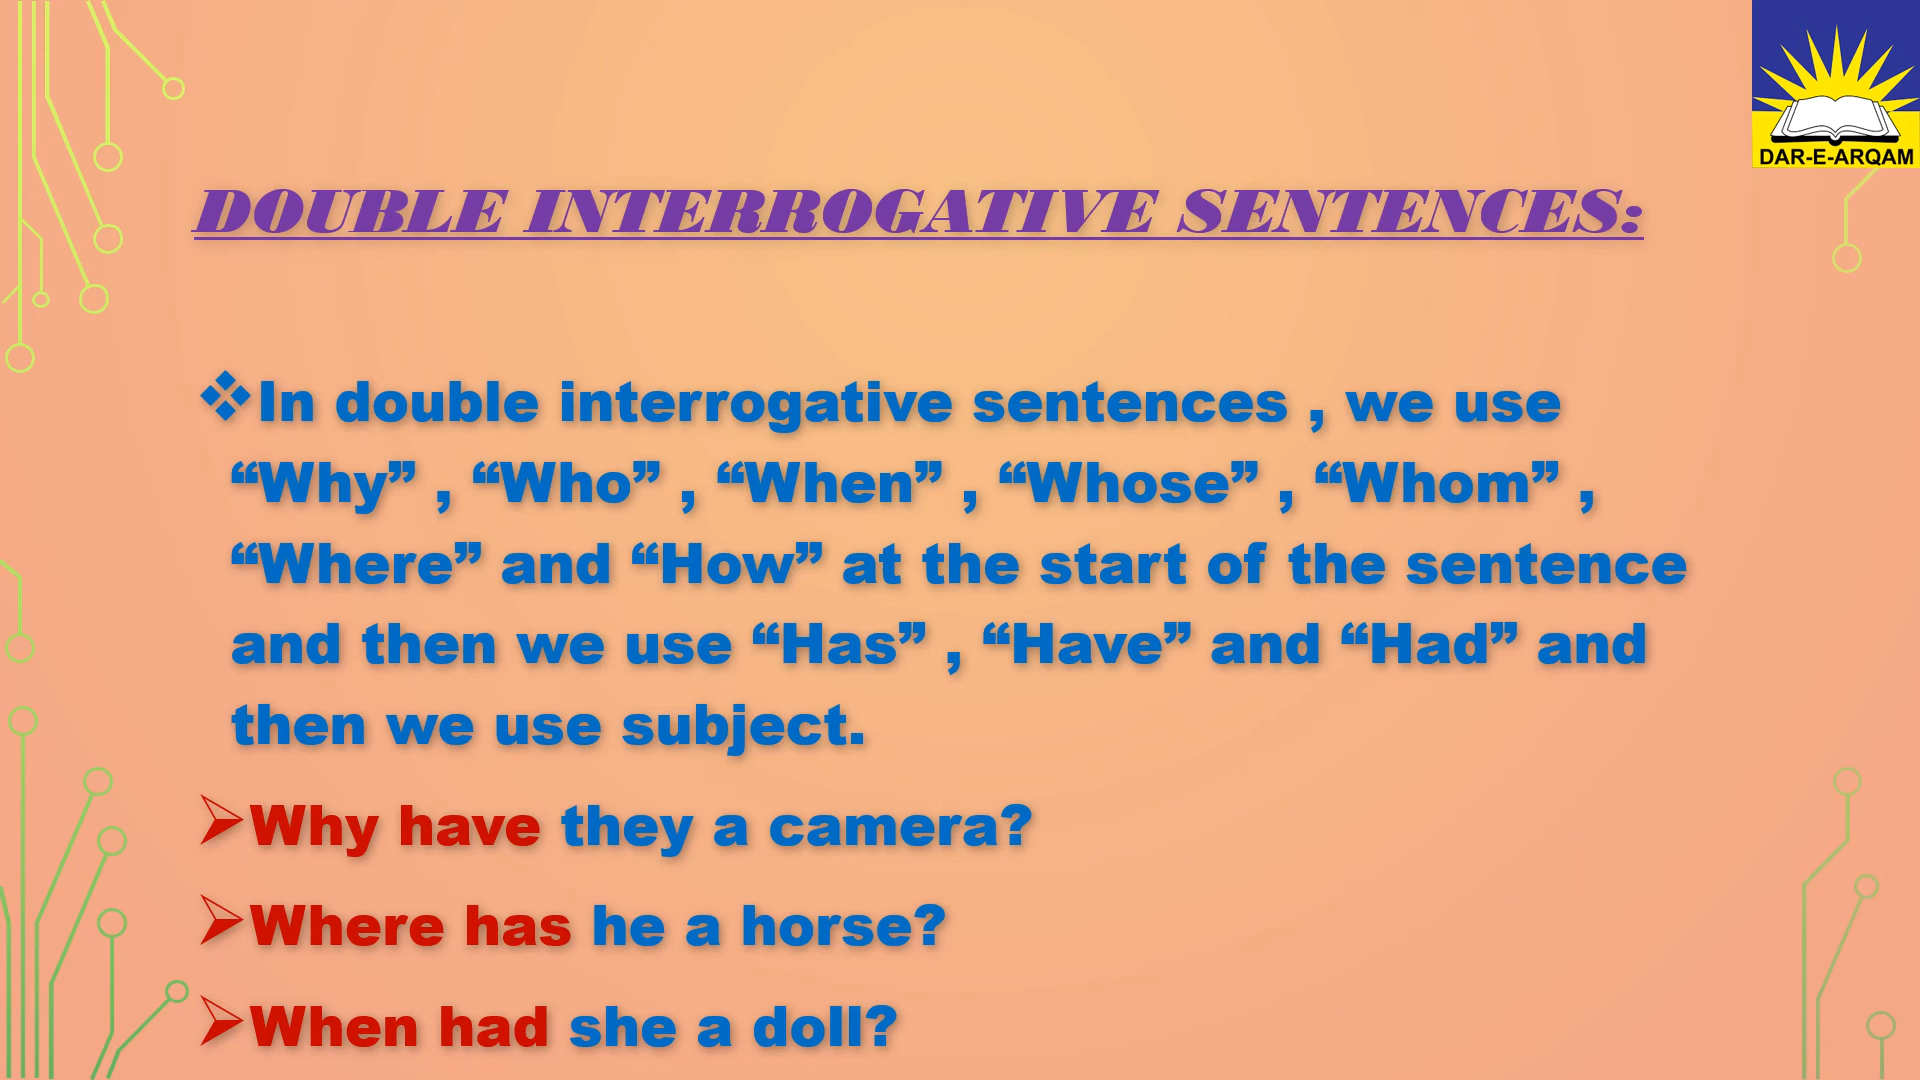 DAR-E-ARQAM
DOUBLE INTERROGATIVE SENTENCES:
In double interrogative sentences , we use
“Why” , “Who” , “When” , “Whose” , “Whom” ,
“Where” and “How” at the start of the sentence
and then we use “Has” , “Have” and “Had” and
then we use subject.
Why have they a camera?
Where has he a horse?
When had she a doll?